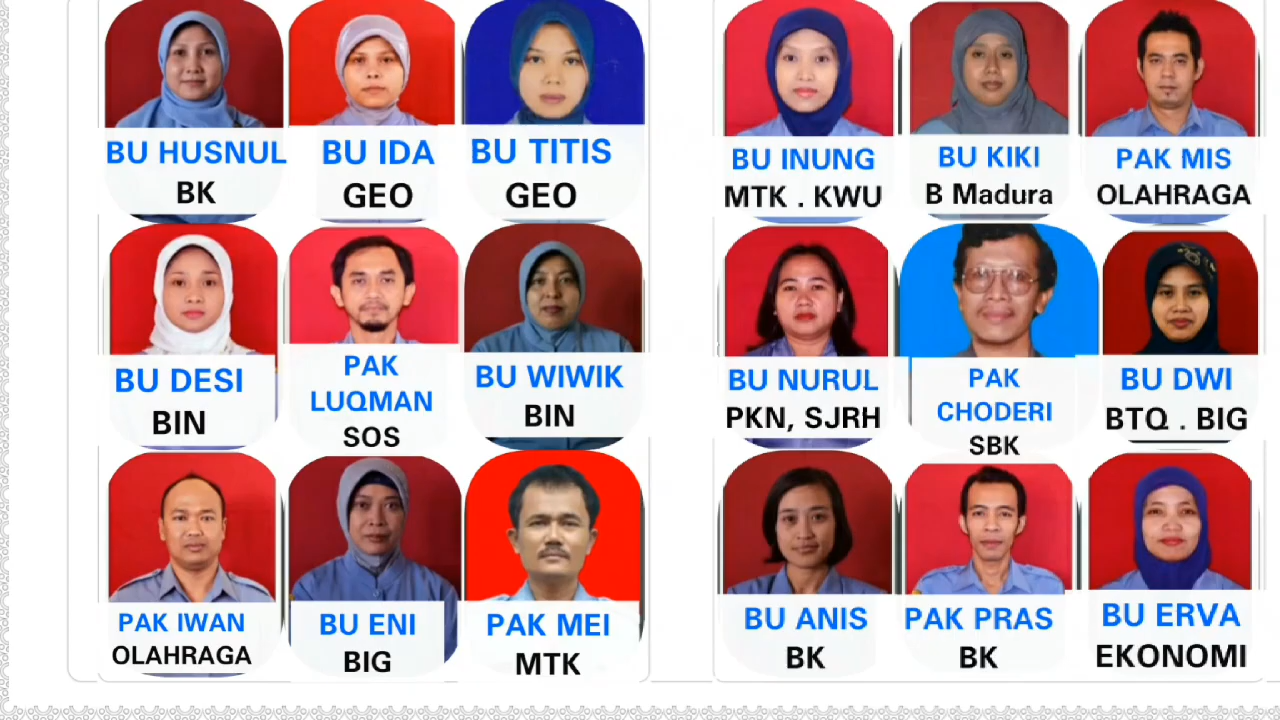 BU HUSNUL
BK
BU IDA
GEO
BU TITIS
GEO
BU INUNG
MTK . KWU
BU KIKI
B Madura
PAK MIS
OLAHRAGA
BU DESI
BIN
PAK
LUQMAN
SOS
BU WIWIK
BIN
BU NURUL
PKN, SJRH
PAK
CHODERI
SBK
BU DWI
BTQ . BIG
PAK IWAN
OLAHRAGA
BU ENI
BIG
PAK MEI
MTK
BU ANIS
BK
PAK PRAS
BK
BU ERVA
EKONOMI